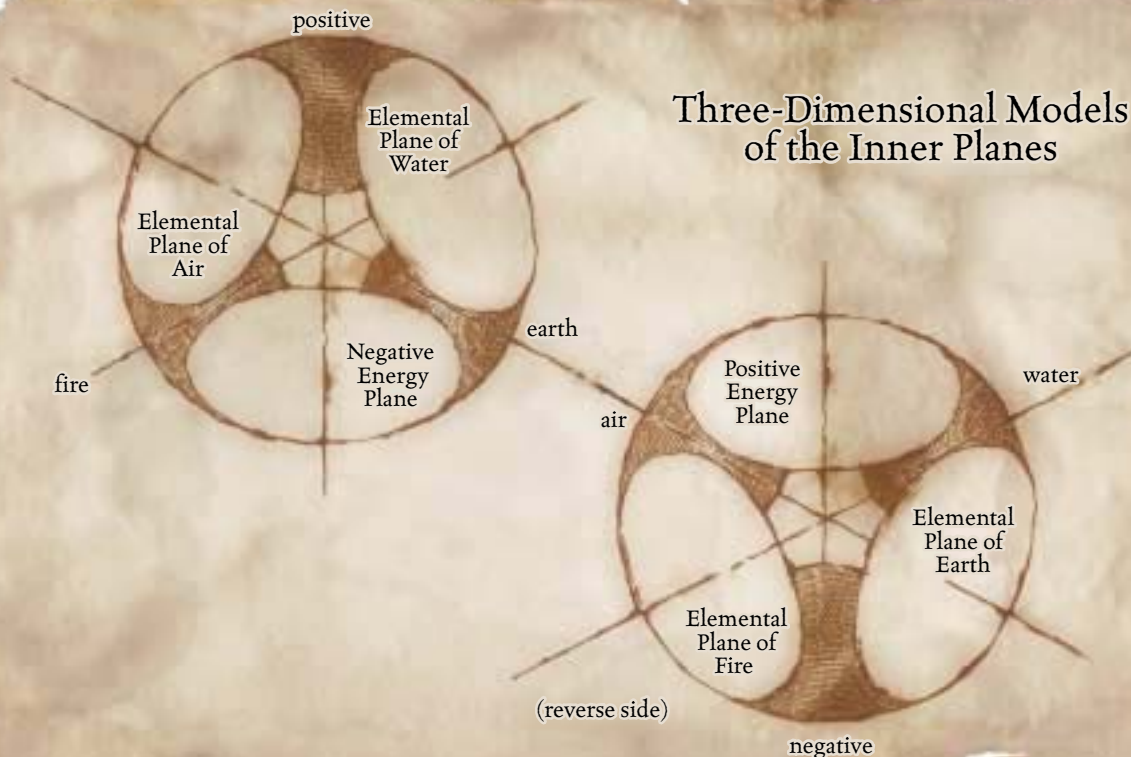 positive
Three-Dimensional Models
of the Inner Planes
Elemental
Plane of
Water
Elemental
Plane of
Air
Negative
Energy
Plane
fire
earth
Positive
Energy
Plane
water
air
Elemental
Plane of
Earth
Elemental
Plane of
Fire
(reverse side)
negative